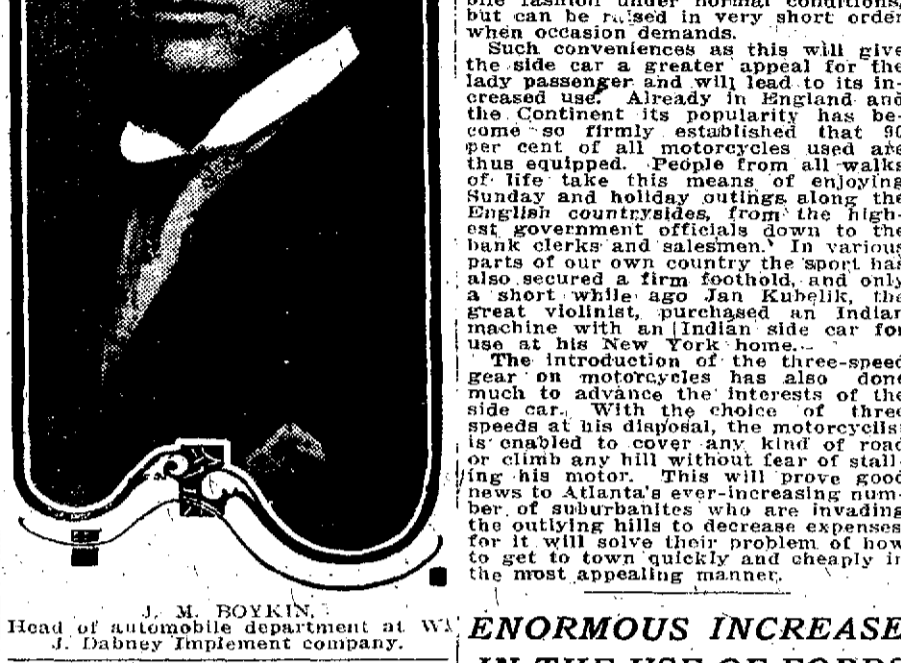 J. M. BOYKIN,
Head of automobile department at W.
J. Dabney Implement company.
bile fashion under normal conditions,
but can be raised in very short order
when occasion demands.
Such conveniences as this will give
the side car a greater appeal for the
lady passenger and will lead to its in-
creased use. Already in England and
the Continent its popularity has be-
come so firmly established that 90
per cent of all motorcycles used are
thus equipped. People from all walks
of life take this means of enjoying
Sunday and holiday outings along the
English countrysides, from the high-
est government officials down to the
bank clerks and salesmen. In various
parts of our own country the sport has
also secured a firm foothold, and only
a short while ago Jan Kubelik, the
great violinist, purchased an Indian
machine with an Indian side car for
use at his New York home.
The introduction of the three-speed
gear on motorcycles has also done
much to advance the interests of the
side car. With the choice of three
speeds at his disposal, the motorcyclist
is enabled to cover any kind of road
or climb any hill without fear of stall-
ing his motor. This will prove good
news to Atlanta's ever-increasing num-
ber of suburbanites who are invading
the outlying hills to decrease expenses
for it will solve their problem of how
to get to town quickly and cheaply in
the most appealing manner.
ENORMOUS INCREASE
IN THE USE OF FORDS